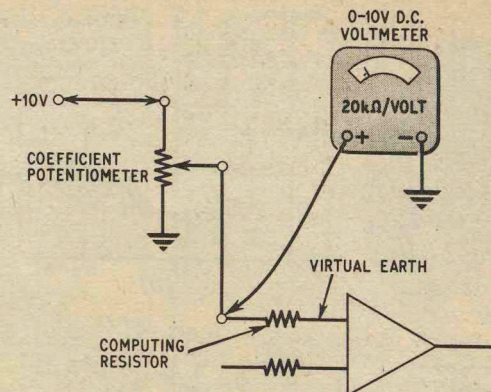 0-10V D.C.
VOLTMETER
20kΩ/VOLT
+ −
+10V
COEFFICIENT
POTENTIOMETER
VIRTUAL EARTH
COMPUTING
RESISTOR